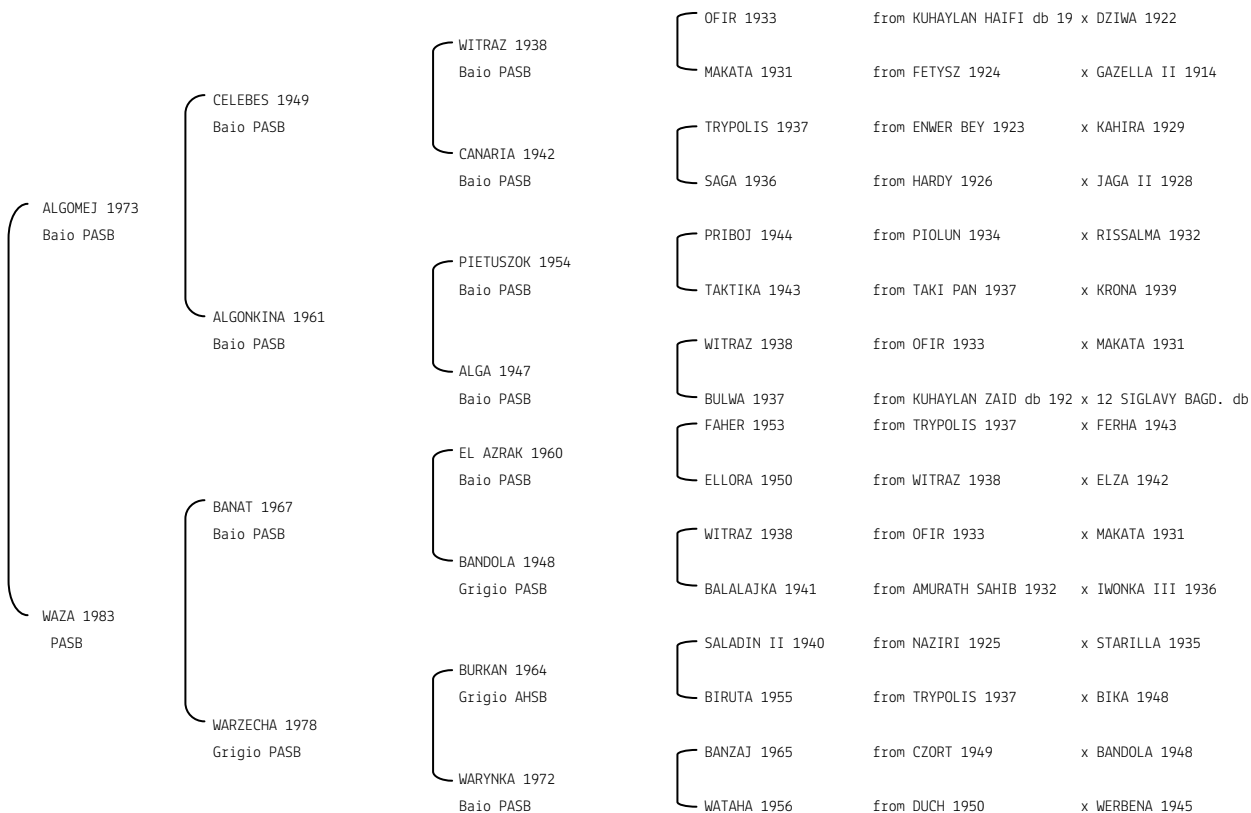 OFIR 1933 from KUHAYLAN HAIFI db 19 x DZIWA 1922
WITRAZ 1938
Baio PASB MAKATA 1931 from FETYSZ 1924 x GAZELLA II 1914
CELEBES 1949
Baio PASB TRYPOLIS 1937 from ENWER BEY 1923 x KAHIRA 1929
CANARIA 1942
Baio PASB SAGA 1936 from HARDY 1926 x JAGA II 1928
ALGOMEJ 1973
Baio PASB PRIBOJ 1944 from PIOLUN 1934 x RISSALMA 1932
PIETUSZOK 1954
Baio PASB TAKTIKA 1943 from TAKI PAN 1937 x KRONA 1939
ALGONKINA 1961
Baio PASB WITRAZ 1938 from OFIR 1933 x MAKATA 1931
ALGA 1947
Baio PASB BULWA 1937 from KUHAYLAN ZAID db 192 x 12 SIGLAVY BAGD. db
FAHER 1953 from TRYPOLIS 1937 x FERHA 1943
EL AZRAK 1960
Baio PASB ELLORA 1950 from WITRAZ 1938 x ELZA 1942
BANAT 1967
Baio PASB WITRAZ 1938 from OFIR 1933 x MAKATA 1931
BANDOLA 1948
Grigio PASB BALALAJKA 1941 from AMURATH SAHIB 1932 x IWONKA III 1936
WAZA 1983
PASB SALADIN II 1940 from NAZIRI 1925 x STARILLA 1935
BURKAN 1964
Grigio AHSB BIRUTA 1955 from TRYPOLIS 1937 x BIKA 1948
WARZECHA 1978
Grigio PASB BANZAJ 1965 from CZORT 1949 x BANDOLA 1948
WARYNKA 1972
Baio PASB WATAHA 1956 from DUCH 1950 x WERBENA 1945